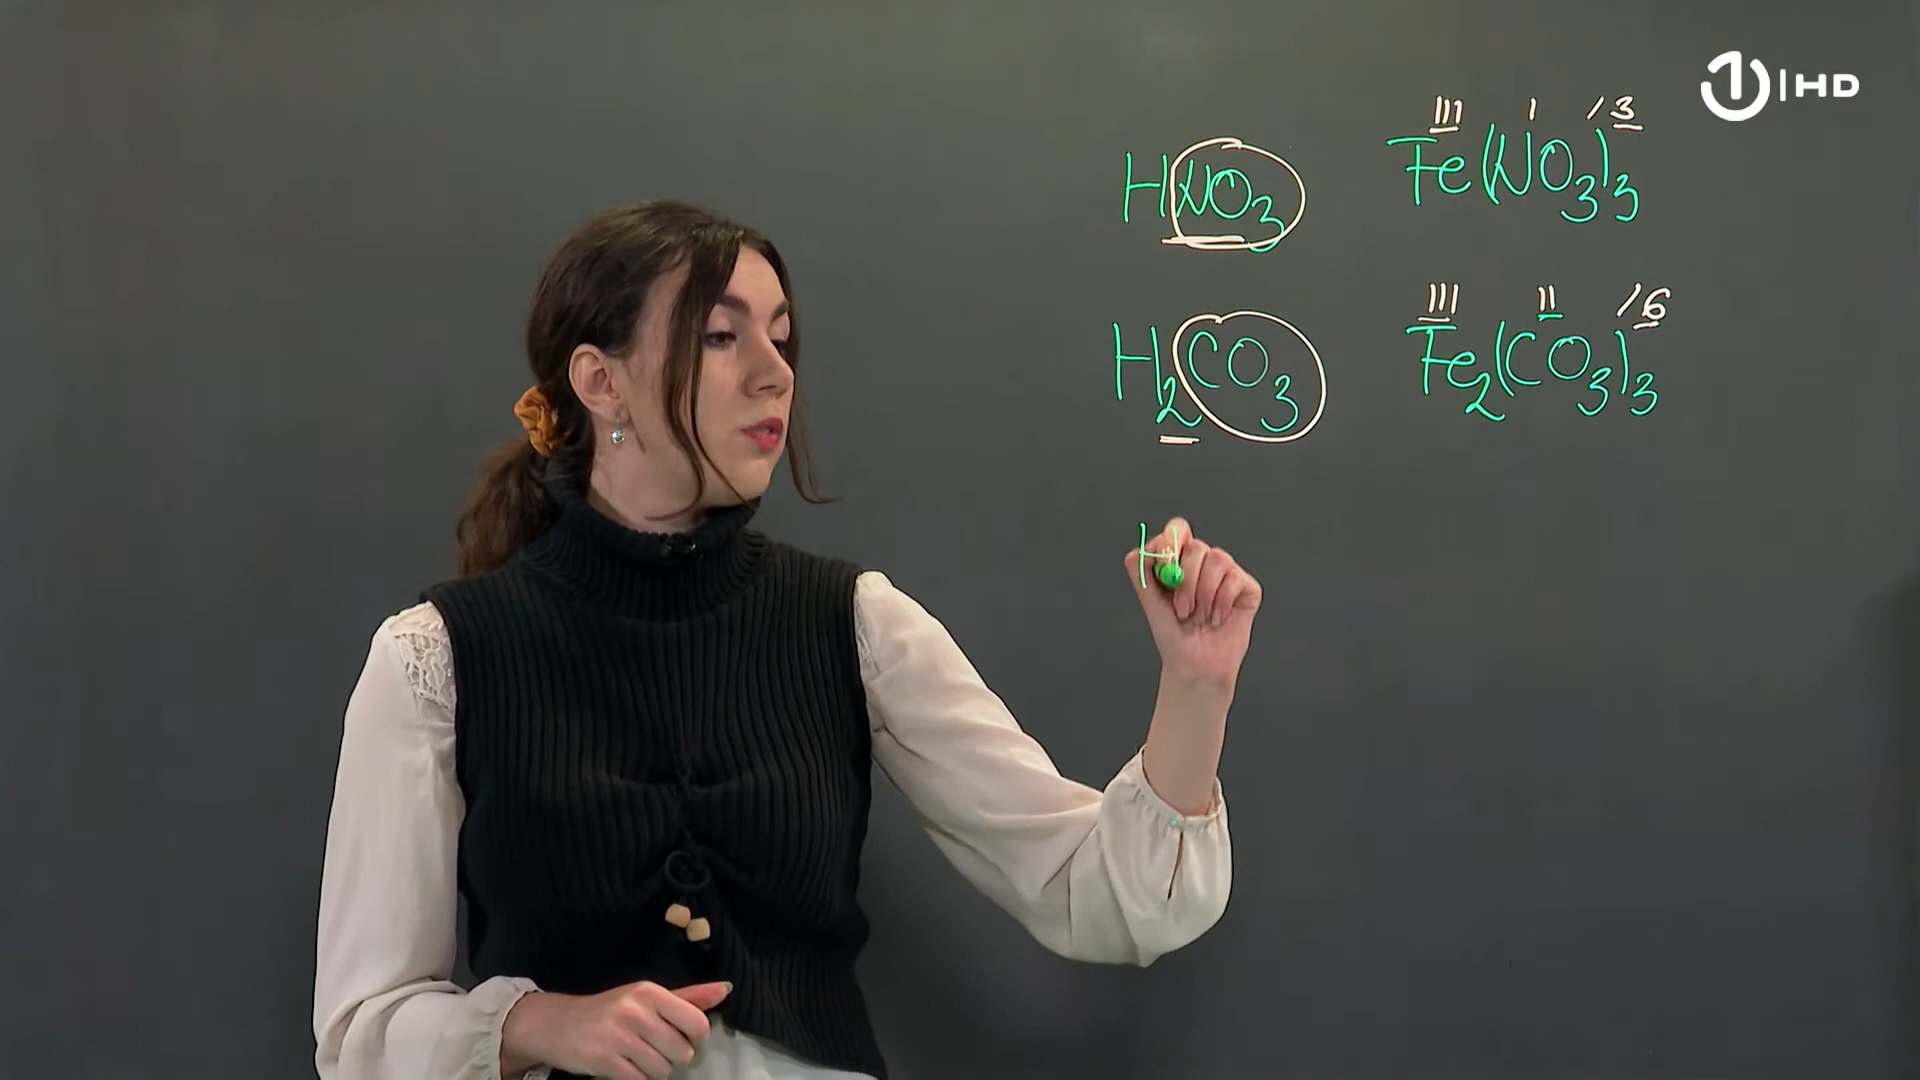 1 HD
III I /3
HNO3 Fe(NO3)3
III II /6
H2CO3 Fe2(CO3)3
H